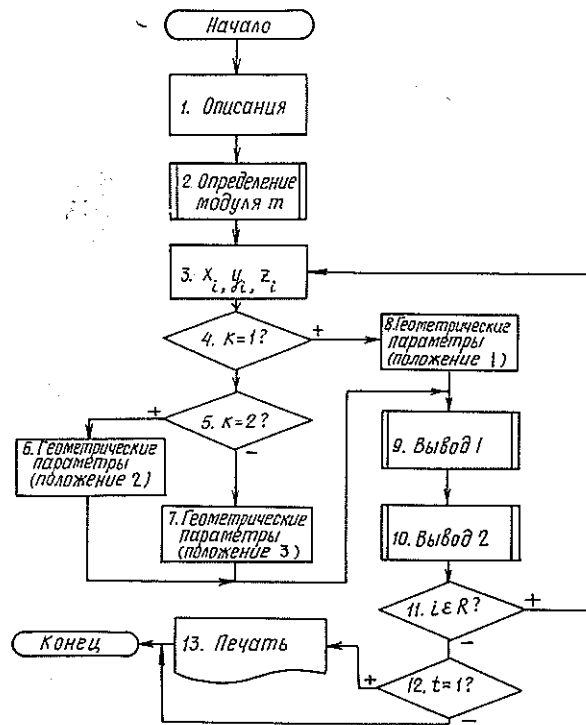 Начало
1. Описания
2. Определение
модуля m
3. x_i, y_i, z_i
4. к=1?
+
8. Геометрические
параметры
(положение 1)
+
5. к=2?
−
6. Геометрические
параметры
(положение 2)
9. Вывод 1
7. Геометрические
параметры
(положение 3)
10. Вывод 2
11. i ε R?
+
−
Конец
13. Печать
+
12. t=1?
−